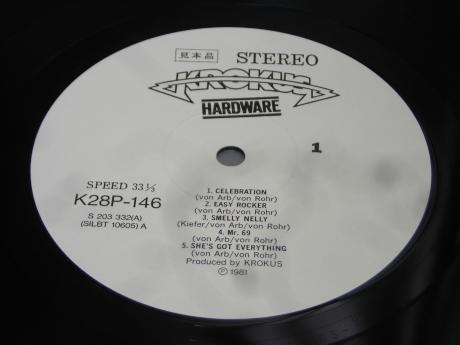 見本品 STEREO
KROKUS
HARDWARE
1
SPEED 33 1/3
K28P-146
S 203 332(A)
(SILBT 10605) A
1. CELEBRATION
(von Arb/von Rohr)
2. EASY ROCKER
(von Arb/von Rohr)
3. SMELLY NELLY
(Kiefer/von Arb/von Rohr)
4. Mr. 69
(von Arb/von Rohr)
5. SHE'S GOT EVERYTHING
(von Arb/von Rohr)
Produced by KROKUS
Ⓟ 1981